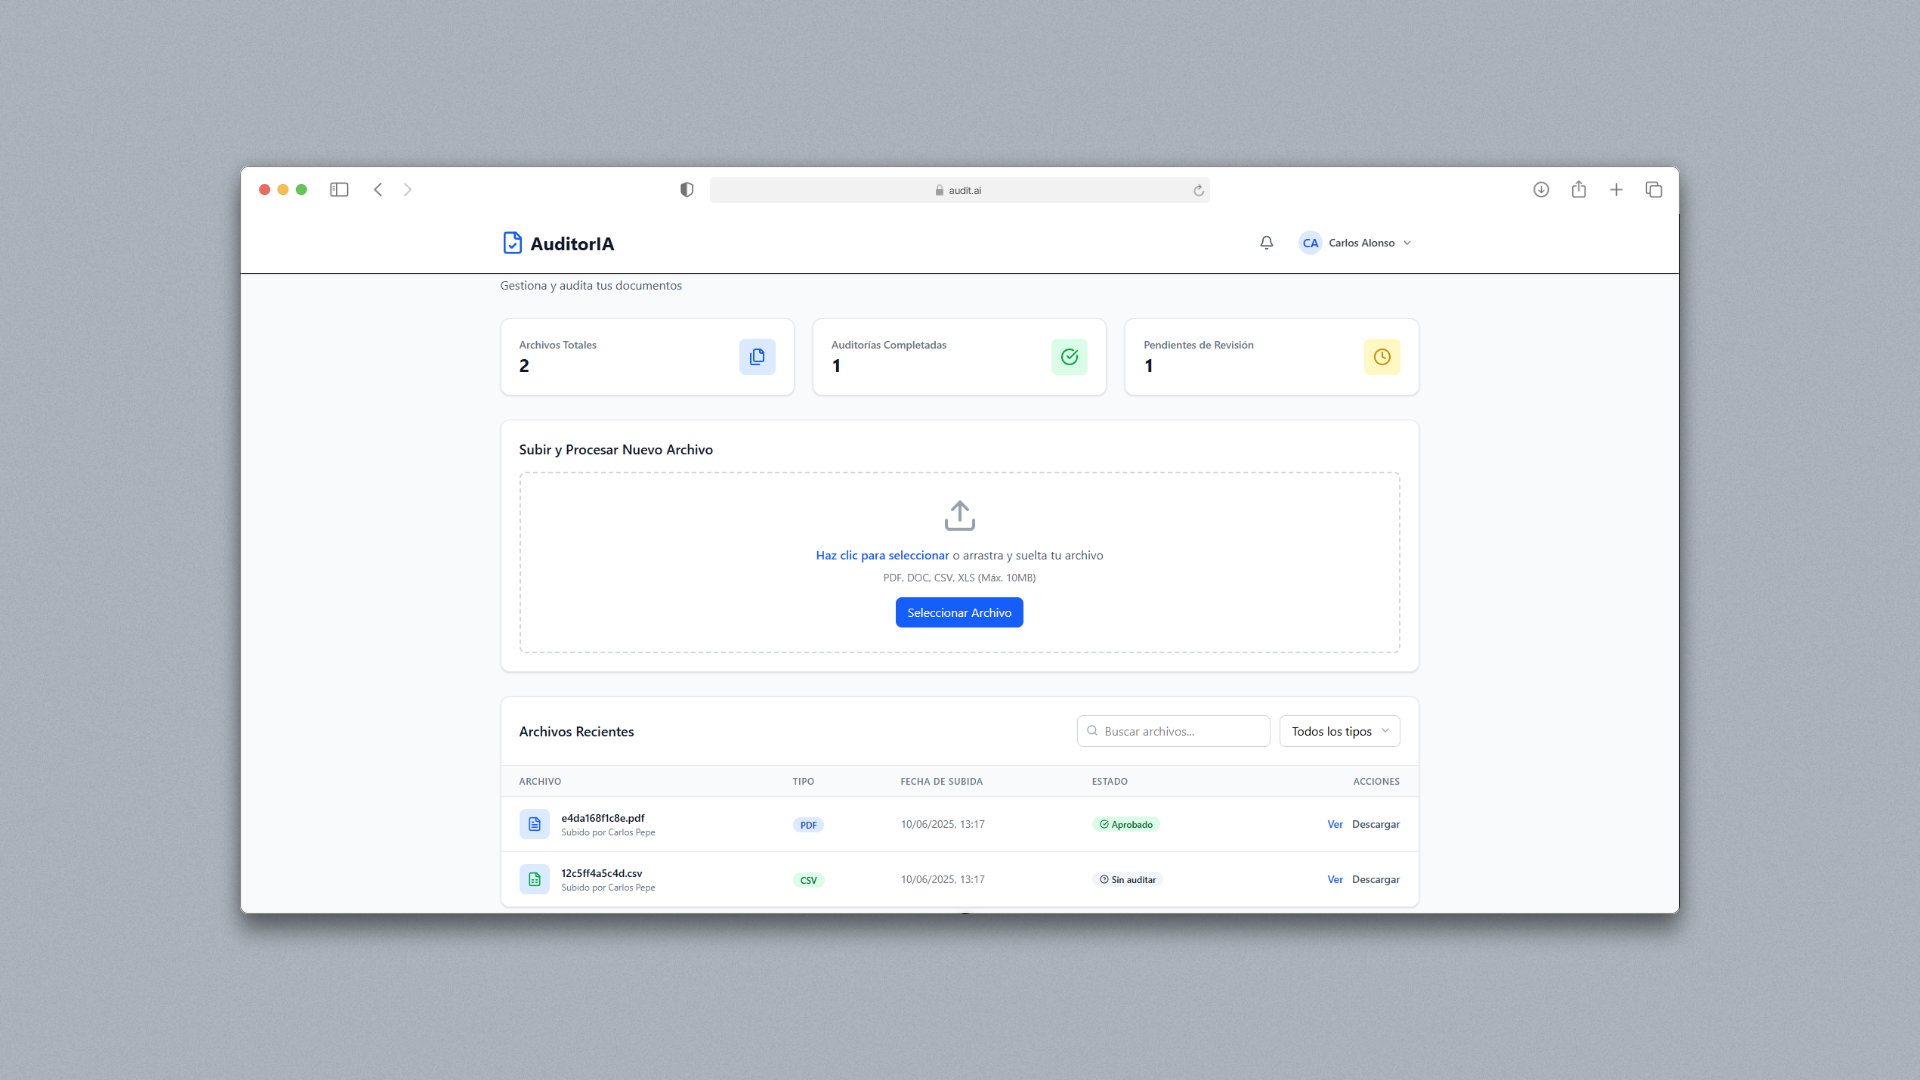 audit.ai
AuditorIA
CA Carlos Alonso
Gestiona y audita tus documentos
Archivos Totales
2
Auditorías Completadas
1
Pendientes de Revisión
1
Subir y Procesar Nuevo Archivo
Haz clic para seleccionar o arrastra y suelta tu archivo
PDF, DOC, CSV, XLS (Máx. 10MB)
Seleccionar Archivo
Archivos Recientes
Buscar archivos...
Todos los tipos
ARCHIVO TIPO FECHA DE SUBIDA ESTADO ACCIONES
e4da168f1c8e.pdf
Subido por Carlos Pepe
PDF
10/06/2025, 13:17
Aprobado
Ver Descargar
12c5ff4a5c4d.csv
Subido por Carlos Pepe
CSV
10/06/2025, 13:17
Sin auditar
Ver Descargar